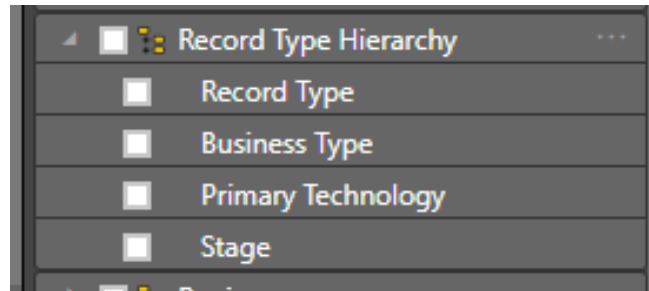 Record Type Hierarchy
Record Type
Business Type
Primary Technology
Stage